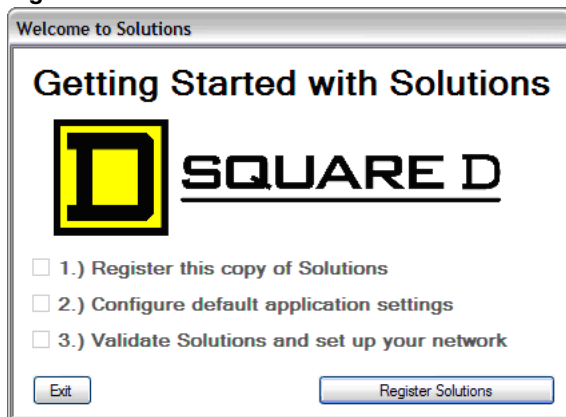 Welcome to Solutions
Getting Started with Solutions
D SQUARE D
1.) Register this copy of Solutions
2.) Configure default application settings
3.) Validate Solutions and set up your network
Exit Register Solutions